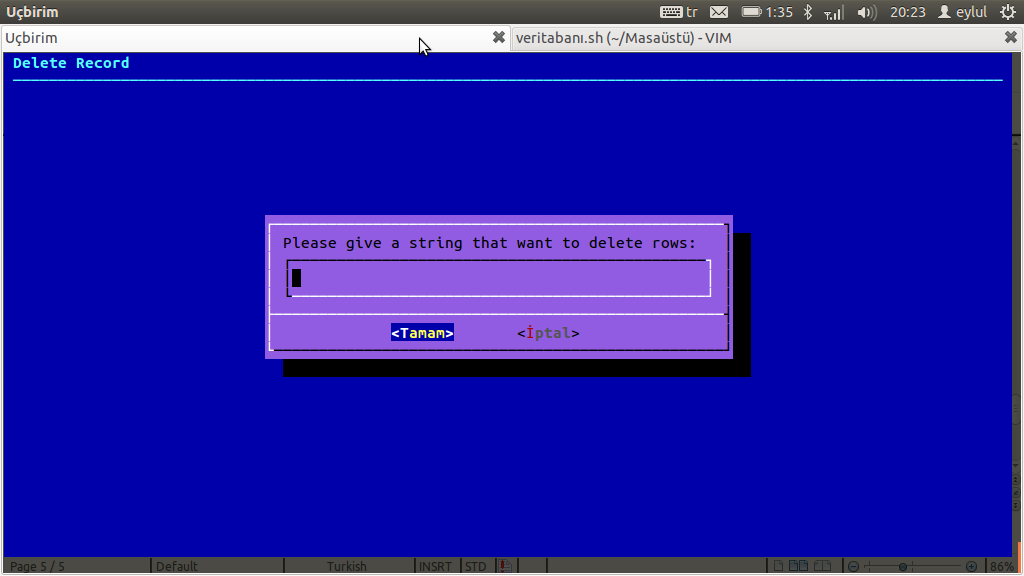 Uçbirim
tr
1:35
20:23
eylul
Uçbirim
veritabanı.sh (~/Masaüstü) - VIM
Delete Record
Please give a string that want to delete rows:
<Tamam>
<İptal>
Page 5 / 5
Default
Turkish
INSRT
STD
86%